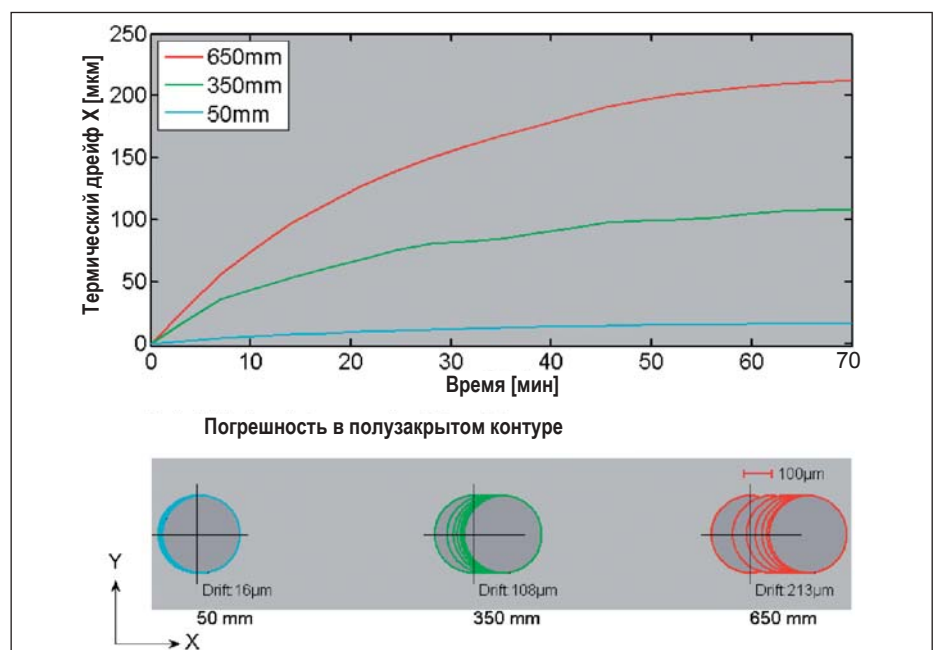 250
200
150
100
50
0
650mm
350mm
50mm
Термический дрейф X [мкм]
0 10 20 30 40 50 60 70
Время [мин]
Погрешность в полузакрытом контуре
100µm
Drift:16µm Drift:108µm Drift:213µm
50 mm 350 mm 650 mm
Y
X